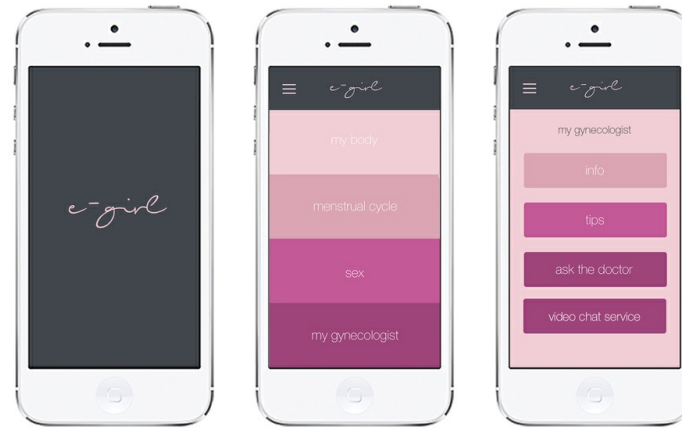 e-girl
e-girl
my body
menstrual cycle
sex
my gynecologist
e-girl
my gynecologist
info
tips
ask the doctor
video chat service